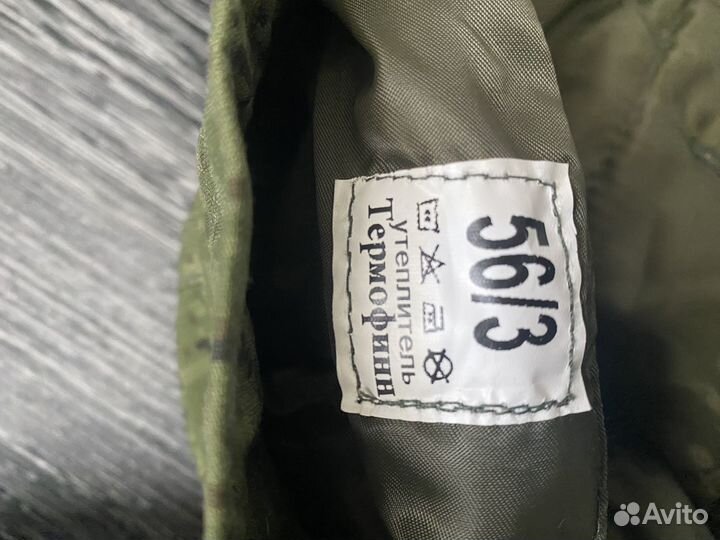 56/3
утеплитель
Термофинн
Avito